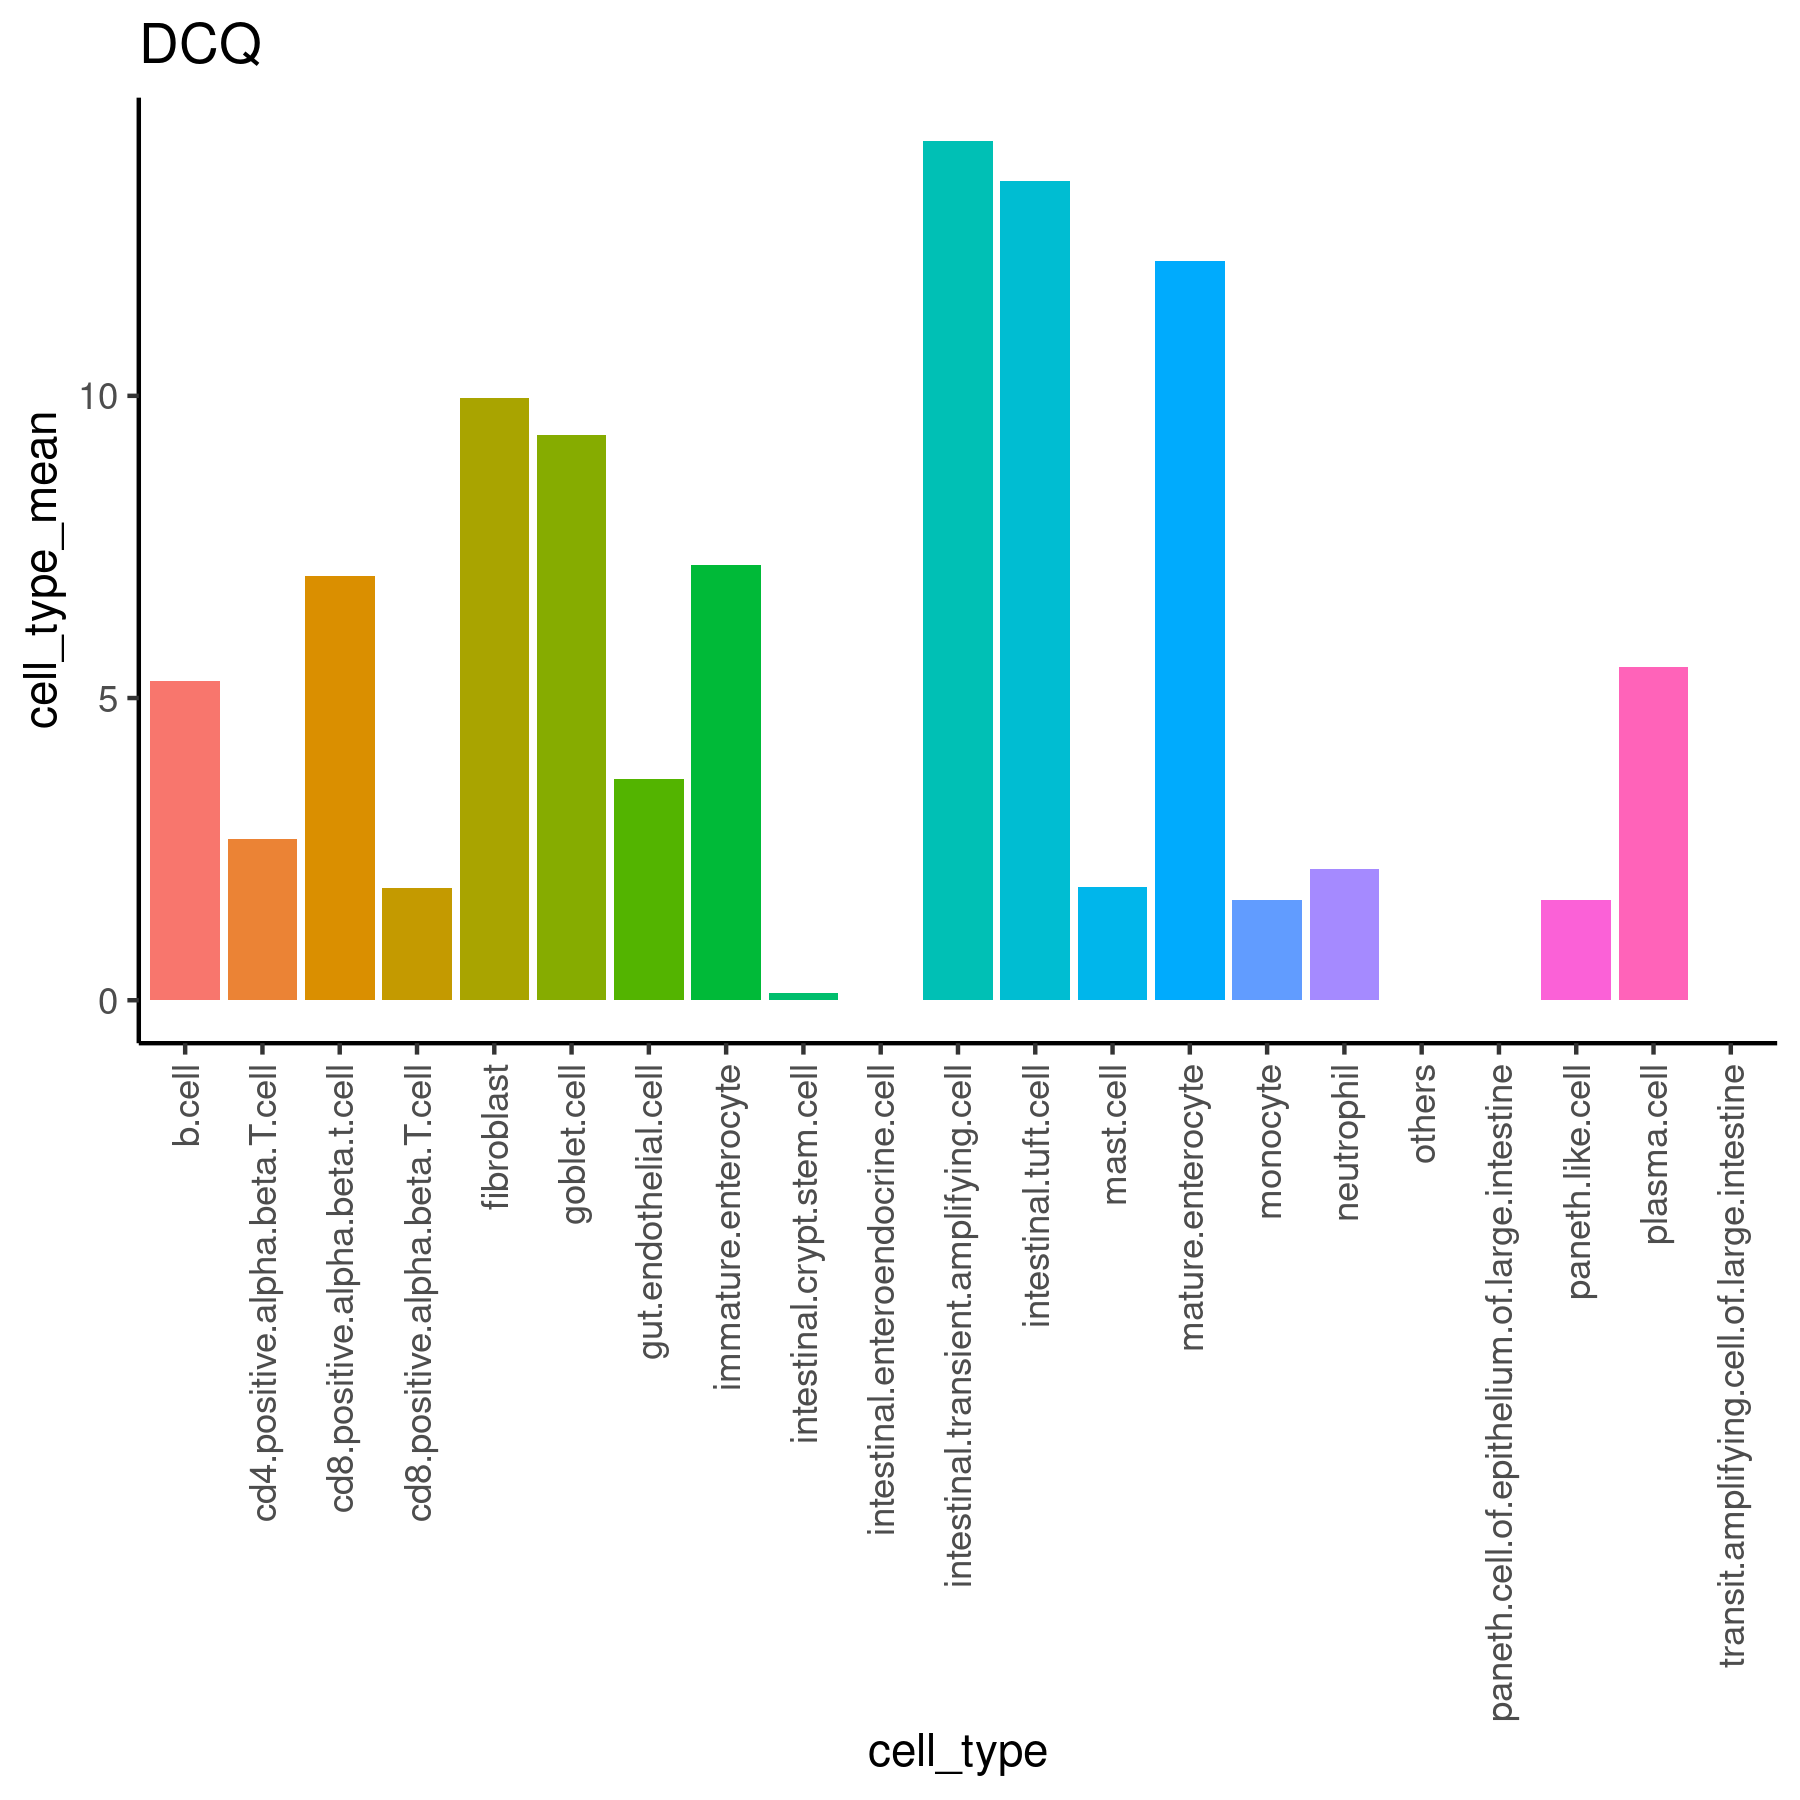 DCQ
cell_type_mean
10
5
0
b.cell
cd4.positive.alpha.beta.T.cell
cd8.positive.alpha.beta.t.cell
cd8.positive.alpha.beta.T.cell
fibroblast
goblet.cell
gut.endothelial.cell
immature.enterocyte
intestinal.crypt.stem.cell
intestinal.enteroendocrine.cell
intestinal.transient.amplifying.cell
intestinal.tuft.cell
mast.cell
mature.enterocyte
monocyte
neutrophil
others
paneth.cell.of.epithelium.of.large.intestine
paneth.like.cell
plasma.cell
transit.amplifying.cell.of.large.intestine
cell_type